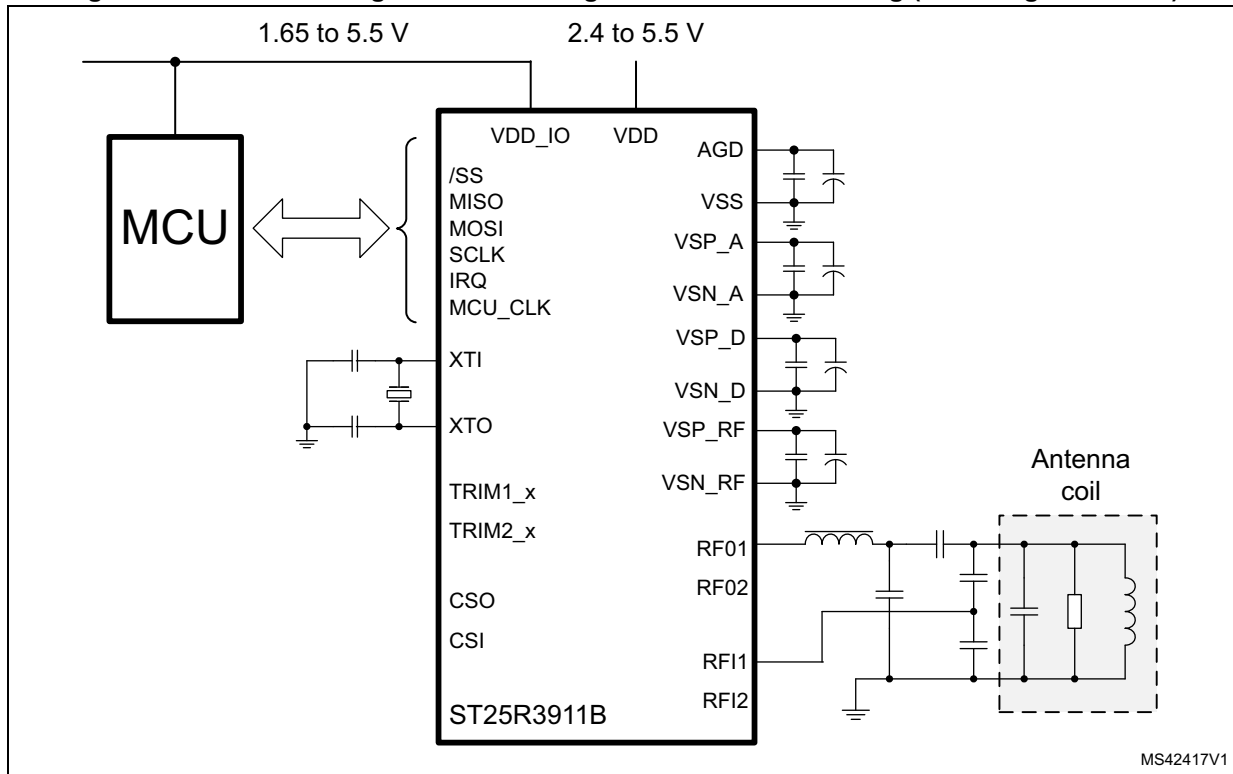 1.65 to 5.5 V
2.4 to 5.5 V
MCU
VDD_IO
VDD
/SS
MISO
MOSI
SCLK
IRQ
MCU_CLK
XTI
XTO
TRIM1_x
TRIM2_x
CSO
CSI
ST25R3911B
AGD
VSS
VSP_A
VSN_A
VSP_D
VSN_D
VSP_RF
VSN_RF
RF01
RF02
RFI1
RFI2
Antenna
coil
MS42417V1